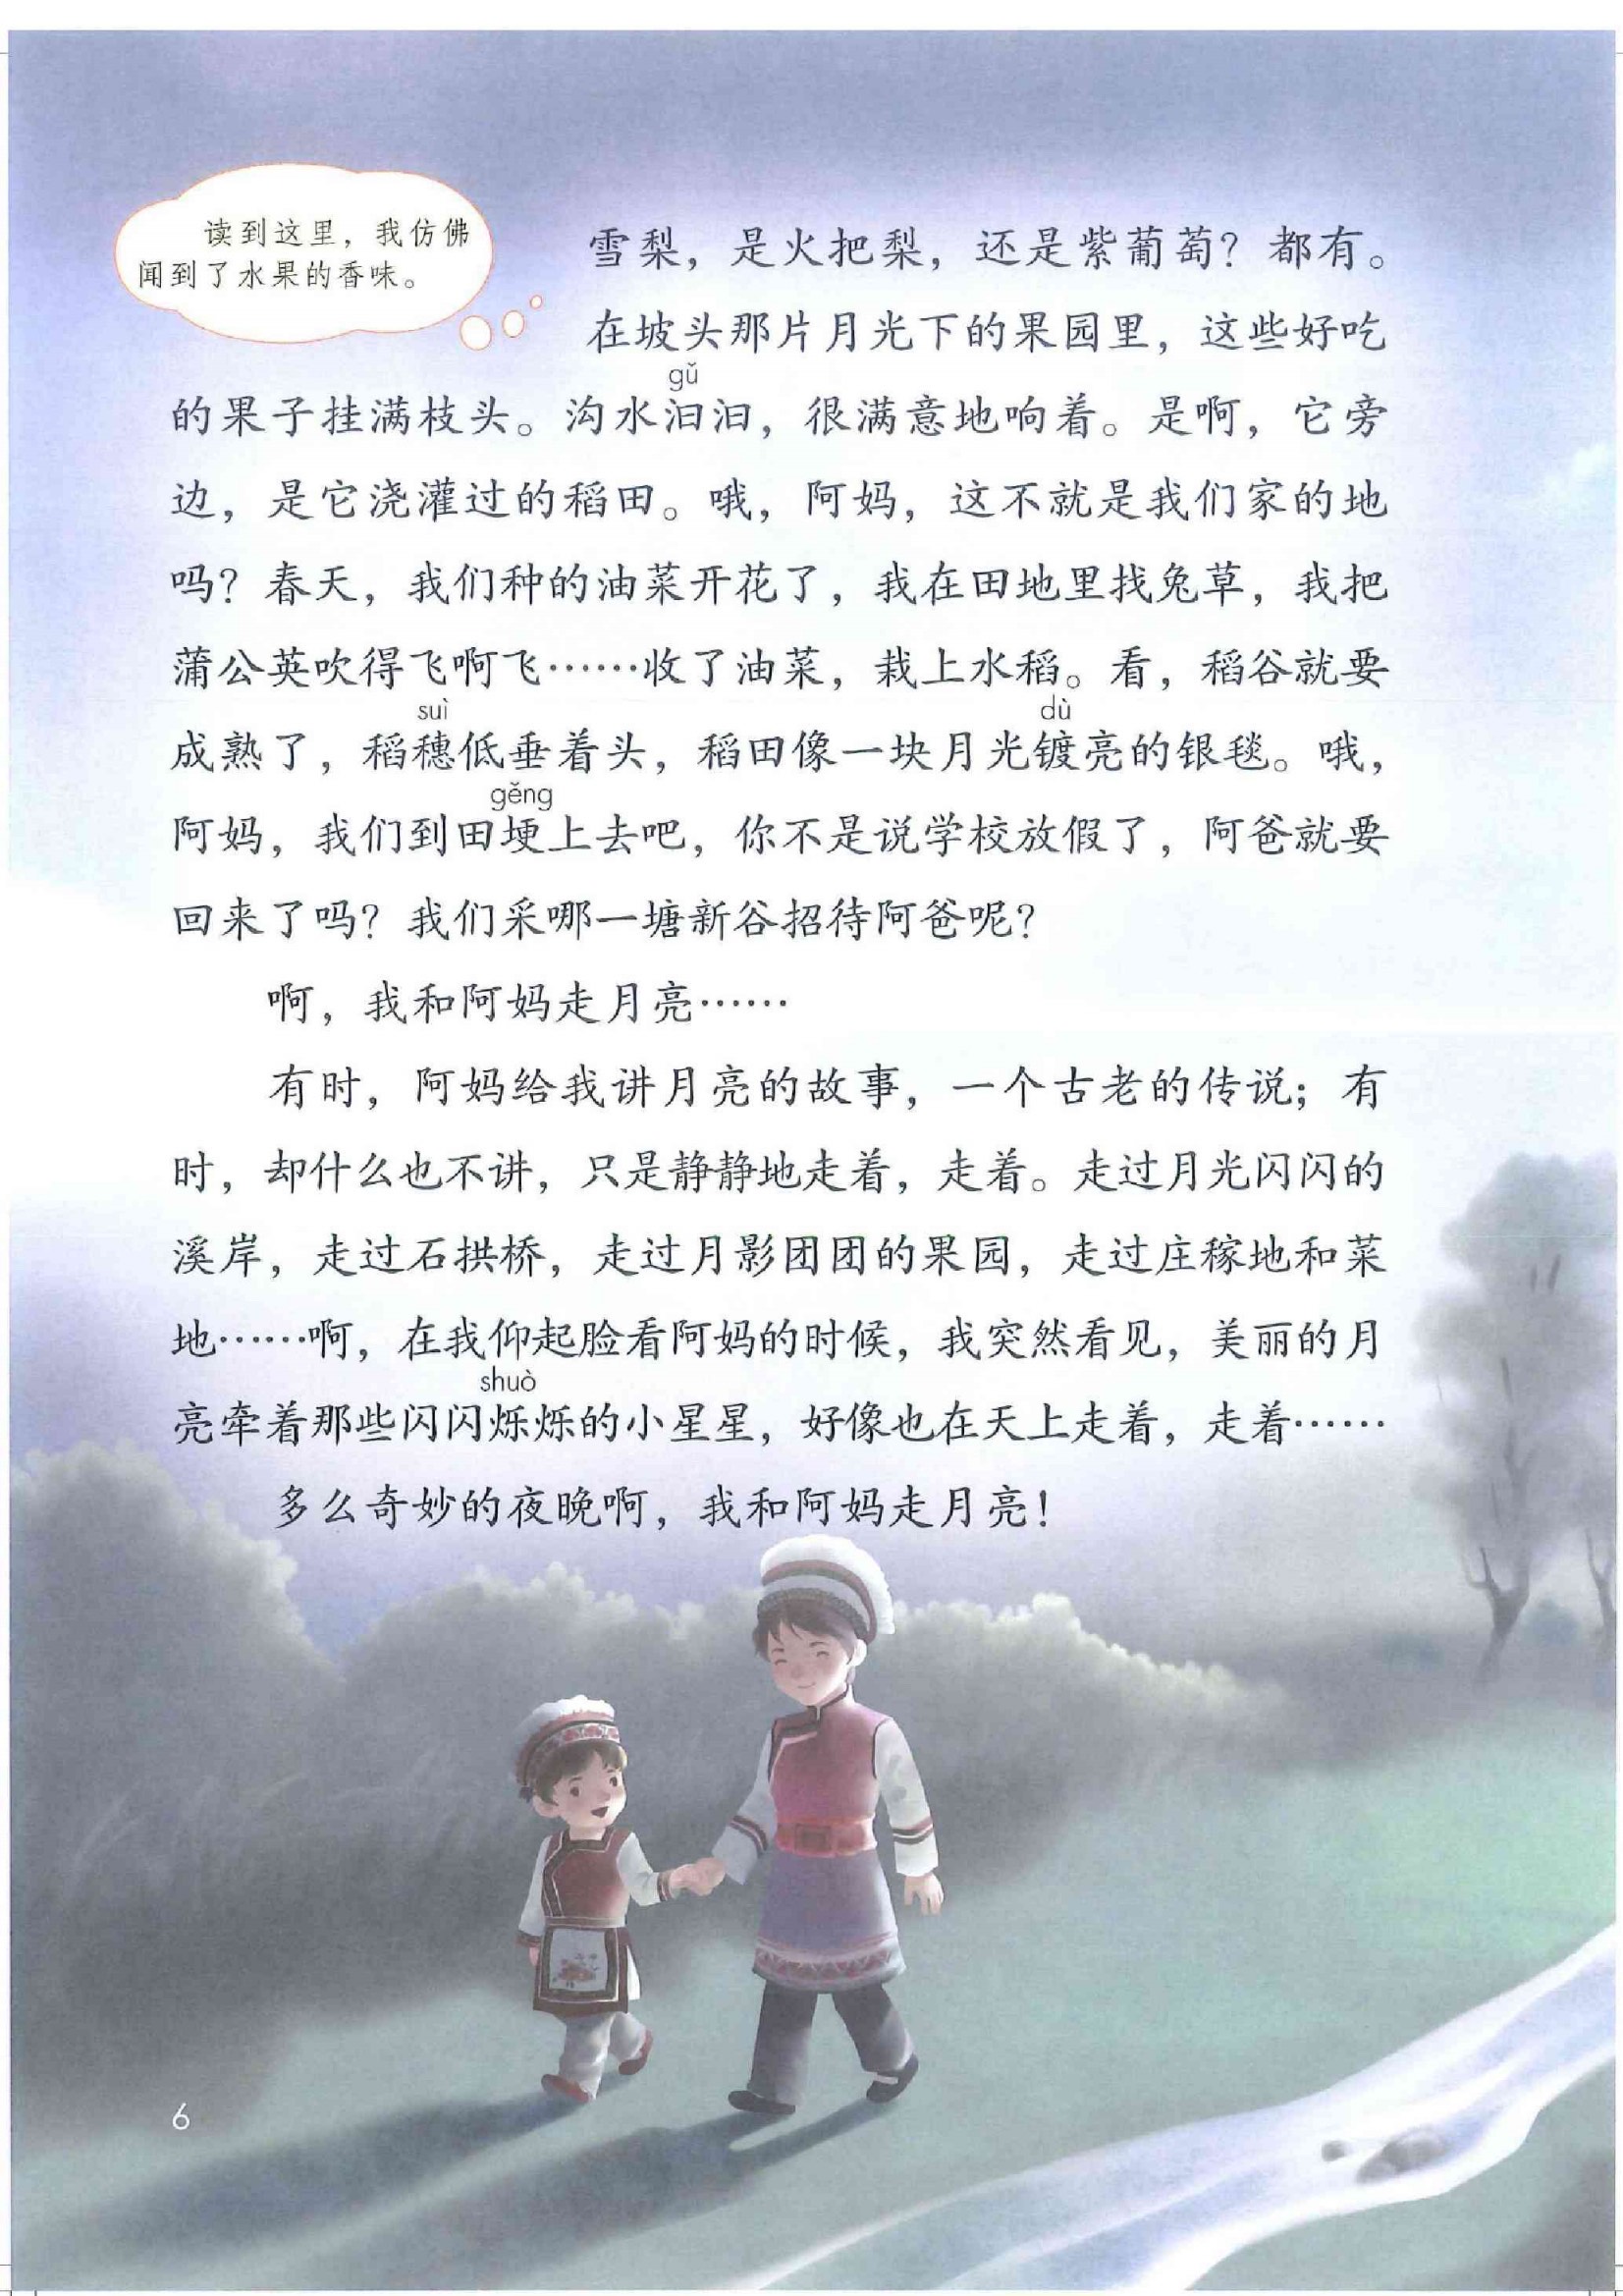 读到这里，我仿佛
闻到了水果的香味。
雪梨，是火把梨，还是紫葡萄？都有。
在坡头那片月光下的果园里，这些好吃
gǔ
的果子挂满枝头。沟水汩汩，很满意地响着。是啊，它旁
边，是它浇灌过的稻田。哦，阿妈，这不就是我们家的地
吗？春天，我们种的油菜开花了，我在田地里找兔草，我把
蒲公英吹得飞啊飞……收了油菜，栽上水稻。看，稻谷就要
suì dù
成熟了，稻穗低垂着头，稻田像一块月光镀亮的银毯。哦，
gěng
阿妈，我们到田埂上去吧，你不是说学校放假了，阿爸就要
回来了吗？我们采哪一塘新谷招待阿爸呢？
啊，我和阿妈走月亮……
有时，阿妈给我讲月亮的故事，一个古老的传说；有
时，却什么也不讲，只是静静地走着，走着。走过月光闪闪的
溪岸，走过石拱桥，走过月影团团的果园，走过庄稼地和菜
地……啊，在我仰起脸看阿妈的时候，我突然看见，美丽的月
shuò
亮牵着那些闪闪烁烁的小星星，好像也在天上走着，走着……
多么奇妙的夜晚啊，我和阿妈走月亮！
6